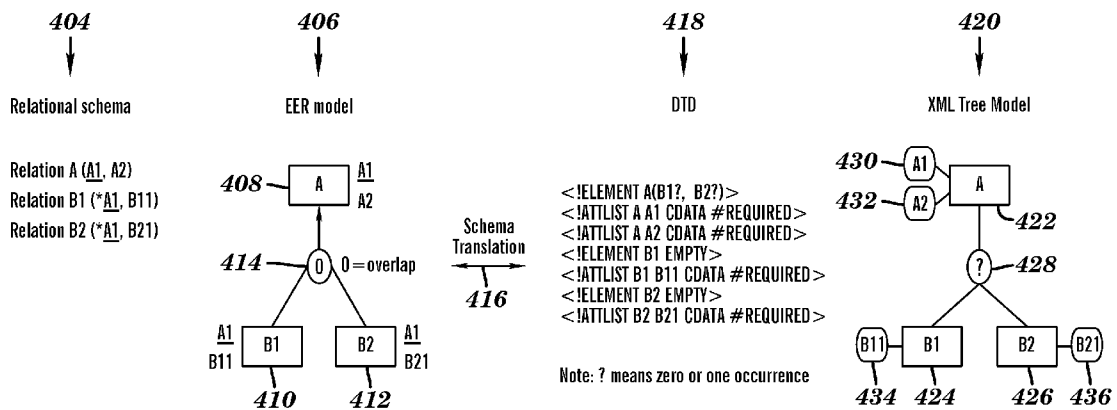 404
406
418
420
Relational schema
EER model
DTD
XML Tree Model
Relation A (A1, A2)
Relation B1 (*A1, B11)
Relation B2 (*A1, B21)
408
A
A1
A2
414
0
0=overlap
A1
B11
B1
B2
A1
B21
410
412
Schema
Translation
416
<!ELEMENT A(B1?, B2?)>
<!ATTLIST A A1 CDATA #REQUIRED>
<!ATTLIST A A2 CDATA #REQUIRED>
<!ELEMENT B1 EMPTY>
<!ATTLIST B1 B11 CDATA #REQUIRED>
<!ELEMENT B2 EMPTY>
<!ATTLIST B2 B21 CDATA #REQUIRED>
Note: ? means zero or one occurrence
430
A1
432
A2
A
422
?
428
B11
B1
B2
B21
434
424
426
436